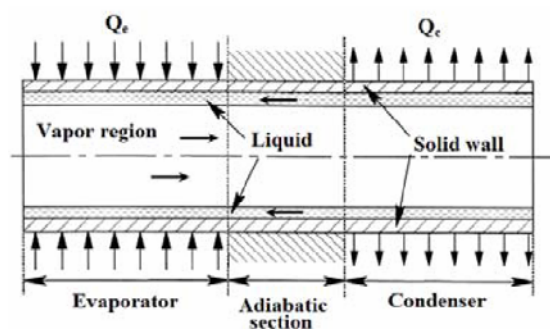 Qe
Qc
Vapor region
Liquid
Solid wall
Evaporator
Adiabatic
section
Condenser